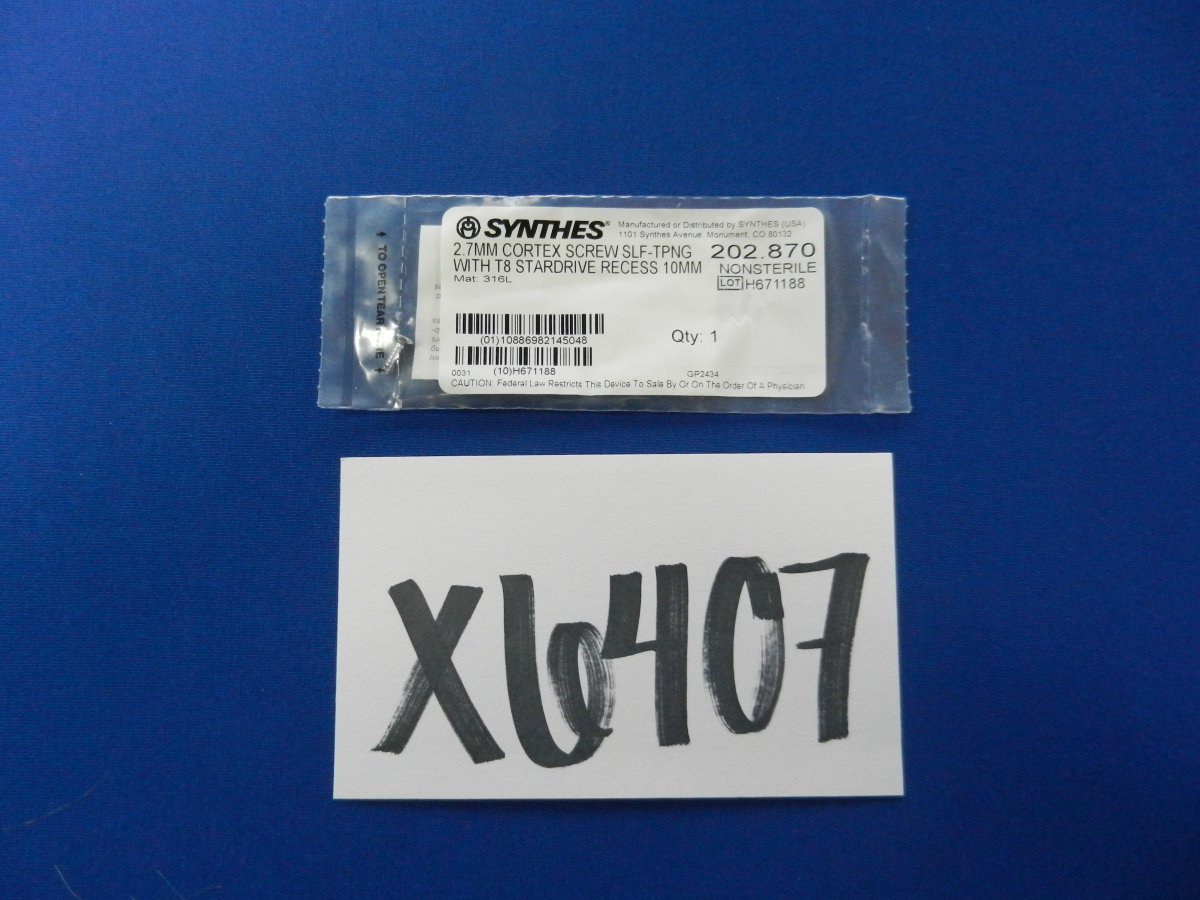 TO OPEN TEAR HERE
SYNTHES®
Manufactured or Distributed by SYNTHES (USA)
1101 Synthes Avenue, Monument, CO 80132
2.7MM CORTEX SCREW SLF-TPNG
WITH T8 STARDRIVE RECESS 10MM
Mat. 316L
202.870
NONSTERILE
LOT H671188
(01)10886982145048
Qty: 1
(10)H671188
0031
GP2434
CAUTION: Federal Law Restricts This Device To Sale By Or On The Order Of A Physician.
X6407